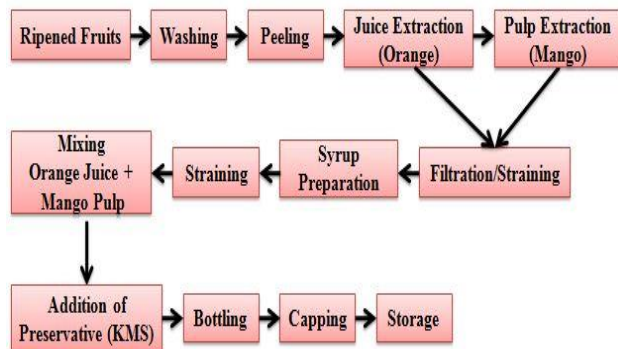 Ripened Fruits
Washing
Peeling
Juice Extraction
(Orange)
Pulp Extraction
(Mango)
Filtration/Straining
Syrup
Preparation
Straining
Mixing
Orange Juice +
Mango Pulp
Addition of
Preservative (KMS)
Bottling
Capping
Storage